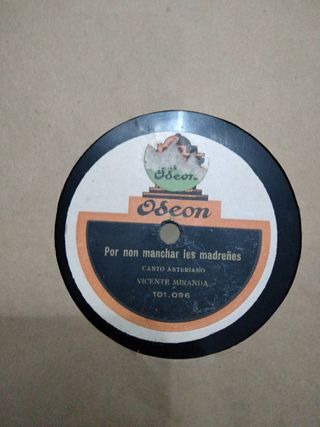 Odeon
Odeon
Por non manchar les madreñes
CANTO ASTURIANO
VICENTE MIRANDA
101.096